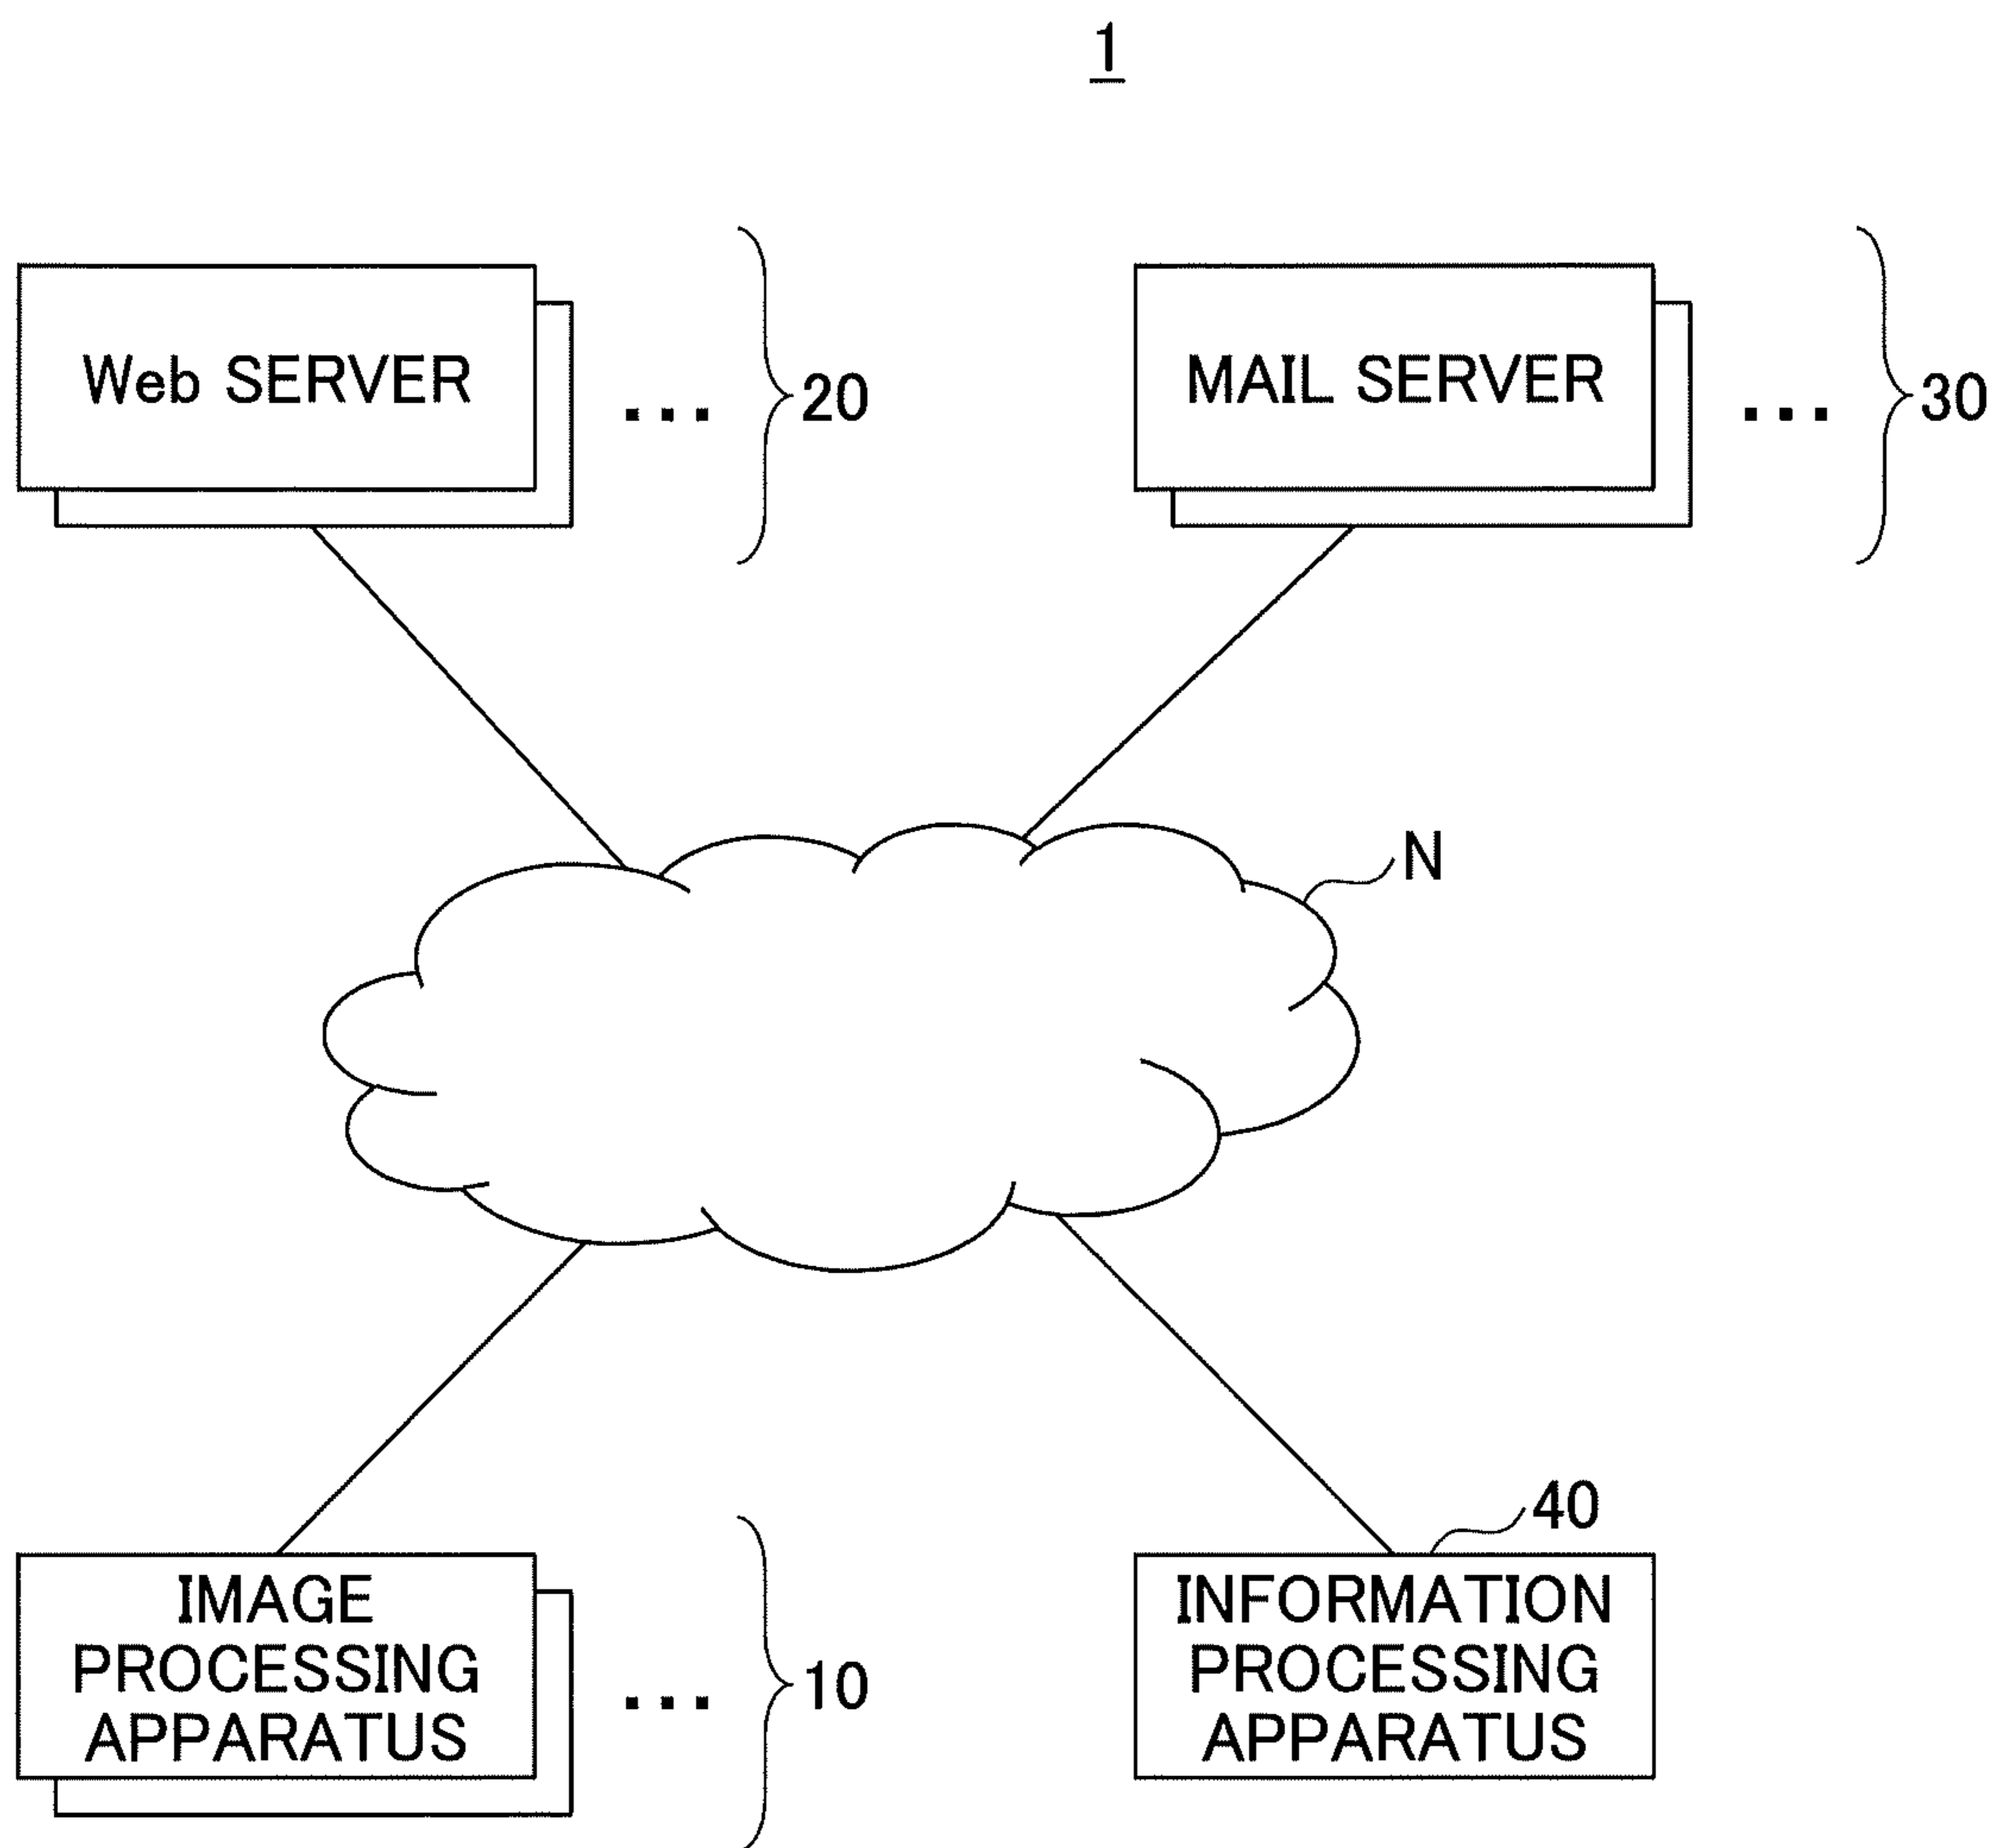 1
Web SERVER
... 20
MAIL SERVER
... 30
N
IMAGE
PROCESSING
APPARATUS
... 10
40
INFORMATION
PROCESSING
APPARATUS